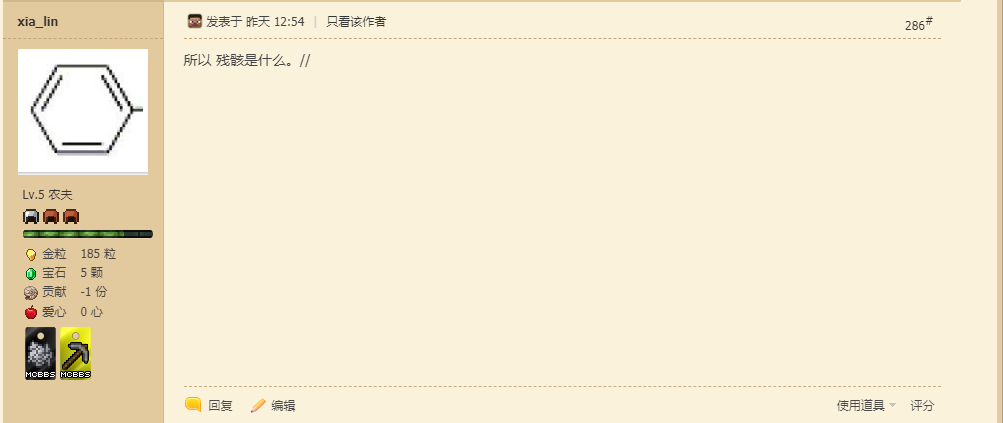 xia_lin
发表于 昨天 12:54 | 只看该作者
286#
所以 残骸是什么。//
Lv.5 农夫
金粒 185 粒
宝石 5 颗
贡献 -1 份
爱心 0 心
MCBBS MCBBS
回复 编辑 使用道具 评分